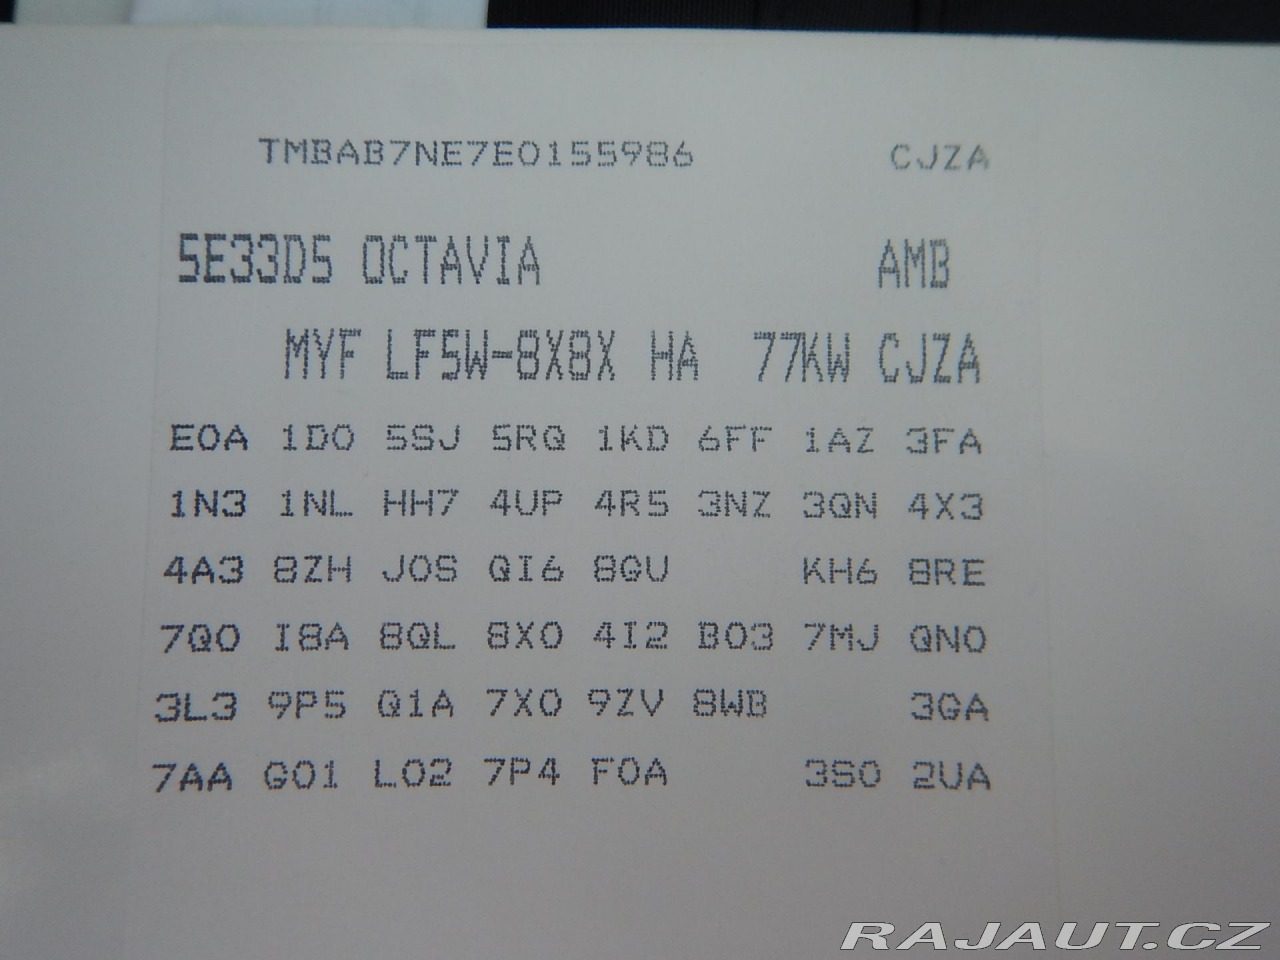 TMBAB7NE7E0155986 CJZA
5E33D5 OCTAVIA AMB
MYF LF5W-8X8X HA 77KW CJZA
E0A 1D0 5SJ 5RQ 1KD 6FF 1AZ 3FA
1N3 1NL HH7 4UP 4R5 3NZ 3QN 4X3
4A3 8ZH J0S QI6 8GU KH6 8RE
7Q0 I8A 8QL 8X0 4I2 B03 7MJ QN0
3L3 9P5 Q1A 7X0 9ZV 8WB 3GA
7AA G01 L02 7P4 F0A 3S0 2UA
RAJAUT.CZ